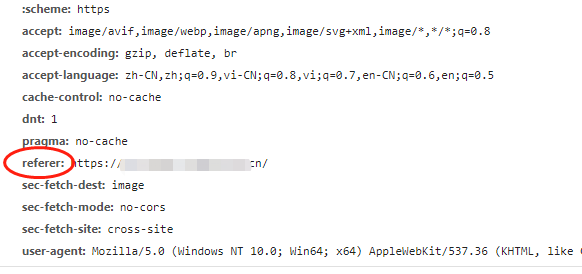 :scheme: https
accept: image/avif,image/webp,image/apng,image/svg+xml,image/*,*/*;q=0.8
accept-encoding: gzip, deflate, br
accept-language: zh-CN,zh;q=0.9,vi-CN;q=0.8,vi;q=0.7,en-CN;q=0.6,en;q=0.5
cache-control: no-cache
dnt: 1
pragma: no-cache
referer: https:// cn/
sec-fetch-dest: image
sec-fetch-mode: no-cors
sec-fetch-site: cross-site
user-agent: Mozilla/5.0 (Windows NT 10.0; Win64; x64) AppleWebKit/537.36 (KHTML, like